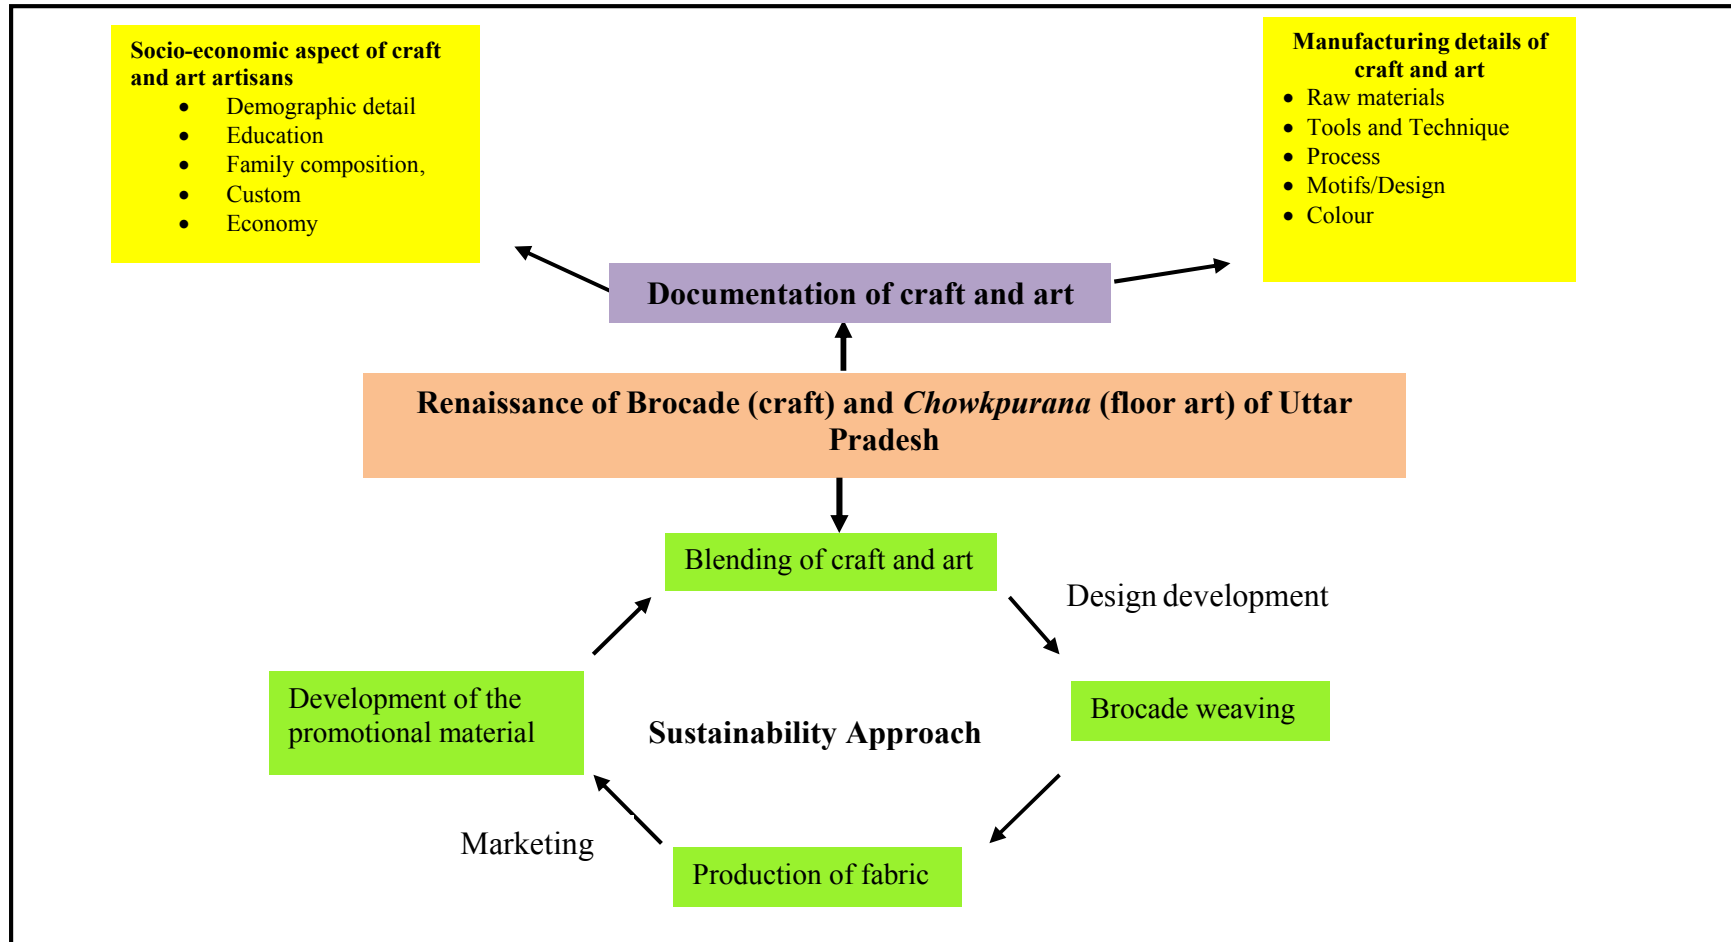 Socio-economic aspect of craft
and art artisans
• Demographic detail
• Education
• Family composition,
• Custom
• Economy
Manufacturing details of
craft and art
• Raw materials
• Tools and Technique
• Process
• Motifs/Design
• Colour
Documentation of craft and art
Renaissance of Brocade (craft) and Chowkpurana (floor art) of Uttar
Pradesh
Blending of craft and art
Design development
Development of the
promotional material
Sustainability Approach
Brocade weaving
Marketing
Production of fabric